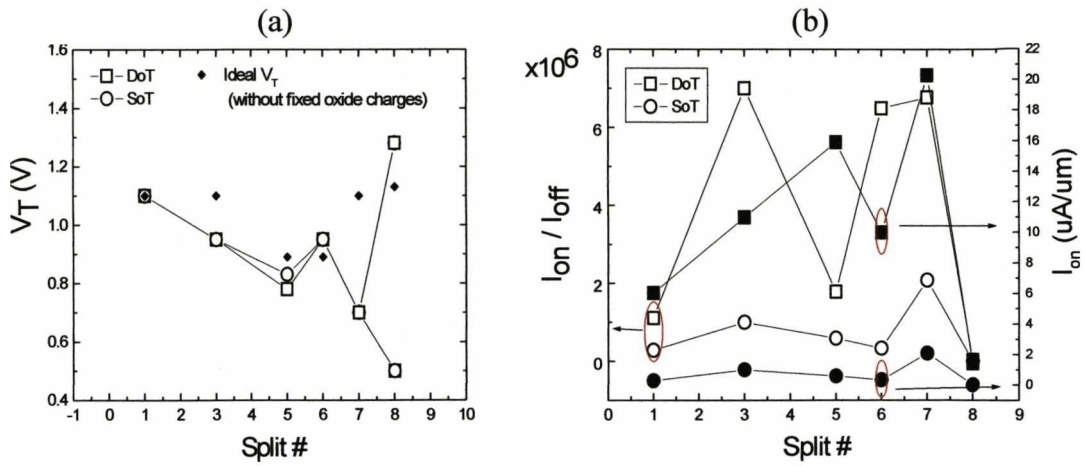 (a)
1.6
1.4
1.2
1.0
0.8
0.6
0.4
V_T (V)
DoT
SoT
Ideal V_T
(without fixed oxide charges)
-1 0 1 2 3 4 5 6 7 8 9 10
Split #
(b)
x10^6
8
6
4
2
0
I_on / I_off
DoT
SoT
22
20
18
16
14
12
10
8
6
4
2
0
I_on (uA/um)
0 1 2 3 4 5 6 7 8 9
Split #